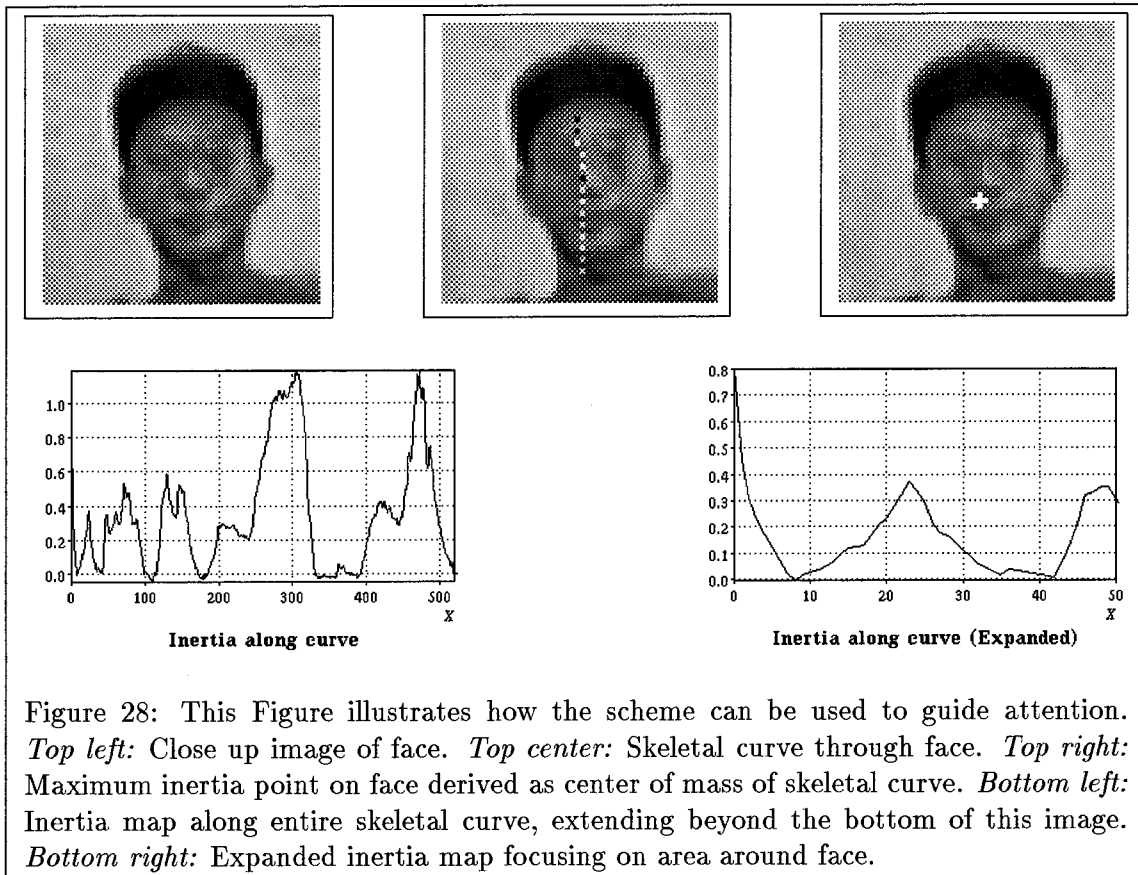 1.0
0.8
0.6
0.4
0.2
0.0
0 100 200 300 400 500
X
Inertia along curve
0.8
0.7
0.6
0.5
0.4
0.3
0.2
0.1
0.0
0 10 20 30 40 50
X
Inertia along curve (Expanded)
Figure 28: This Figure illustrates how the scheme can be used to guide attention.
Top left: Close up image of face. Top center: Skeletal curve through face. Top right:
Maximum inertia point on face derived as center of mass of skeletal curve. Bottom left:
Inertia map along entire skeletal curve, extending beyond the bottom of this image.
Bottom right: Expanded inertia map focusing on area around face.